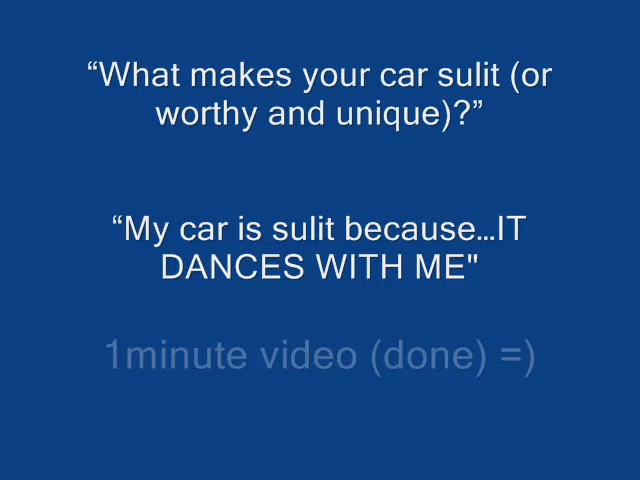 “What makes your car sulit (or
worthy and unique)?”
“My car is sulit because...IT
DANCES WITH ME"
1minute video (done) =)